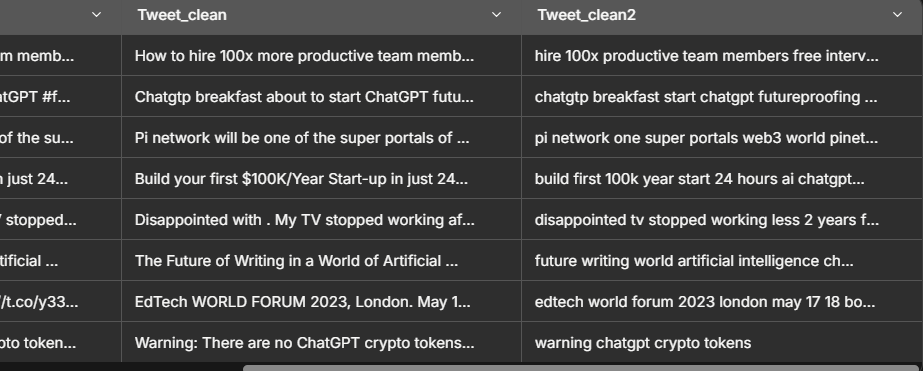 Tweet_clean Tweet_clean2
m memb... How to hire 100x more productive team memb... hire 100x productive team members free interv...
atGPT #f... Chatgtp breakfast about to start ChatGPT futu... chatgtp breakfast start chatgpt futureproofing ...
of the su... Pi network will be one of the super portals of ... pi network one super portals web3 world pinet...
n just 24... Build your first $100K/Year Start-up in just 24... build first 100k year start 24 hours ai chatgpt...
/ stopped... Disappointed with . My TV stopped working af... disappointed tv stopped working less 2 years f...
tificial ... The Future of Writing in a World of Artificial ... future writing world artificial intelligence ch...
//t.co/y33... EdTech WORLD FORUM 2023, London. May 1... edtech world forum 2023 london may 17 18 bo...
pto token... Warning: There are no ChatGPT crypto tokens... warning chatgpt crypto tokens